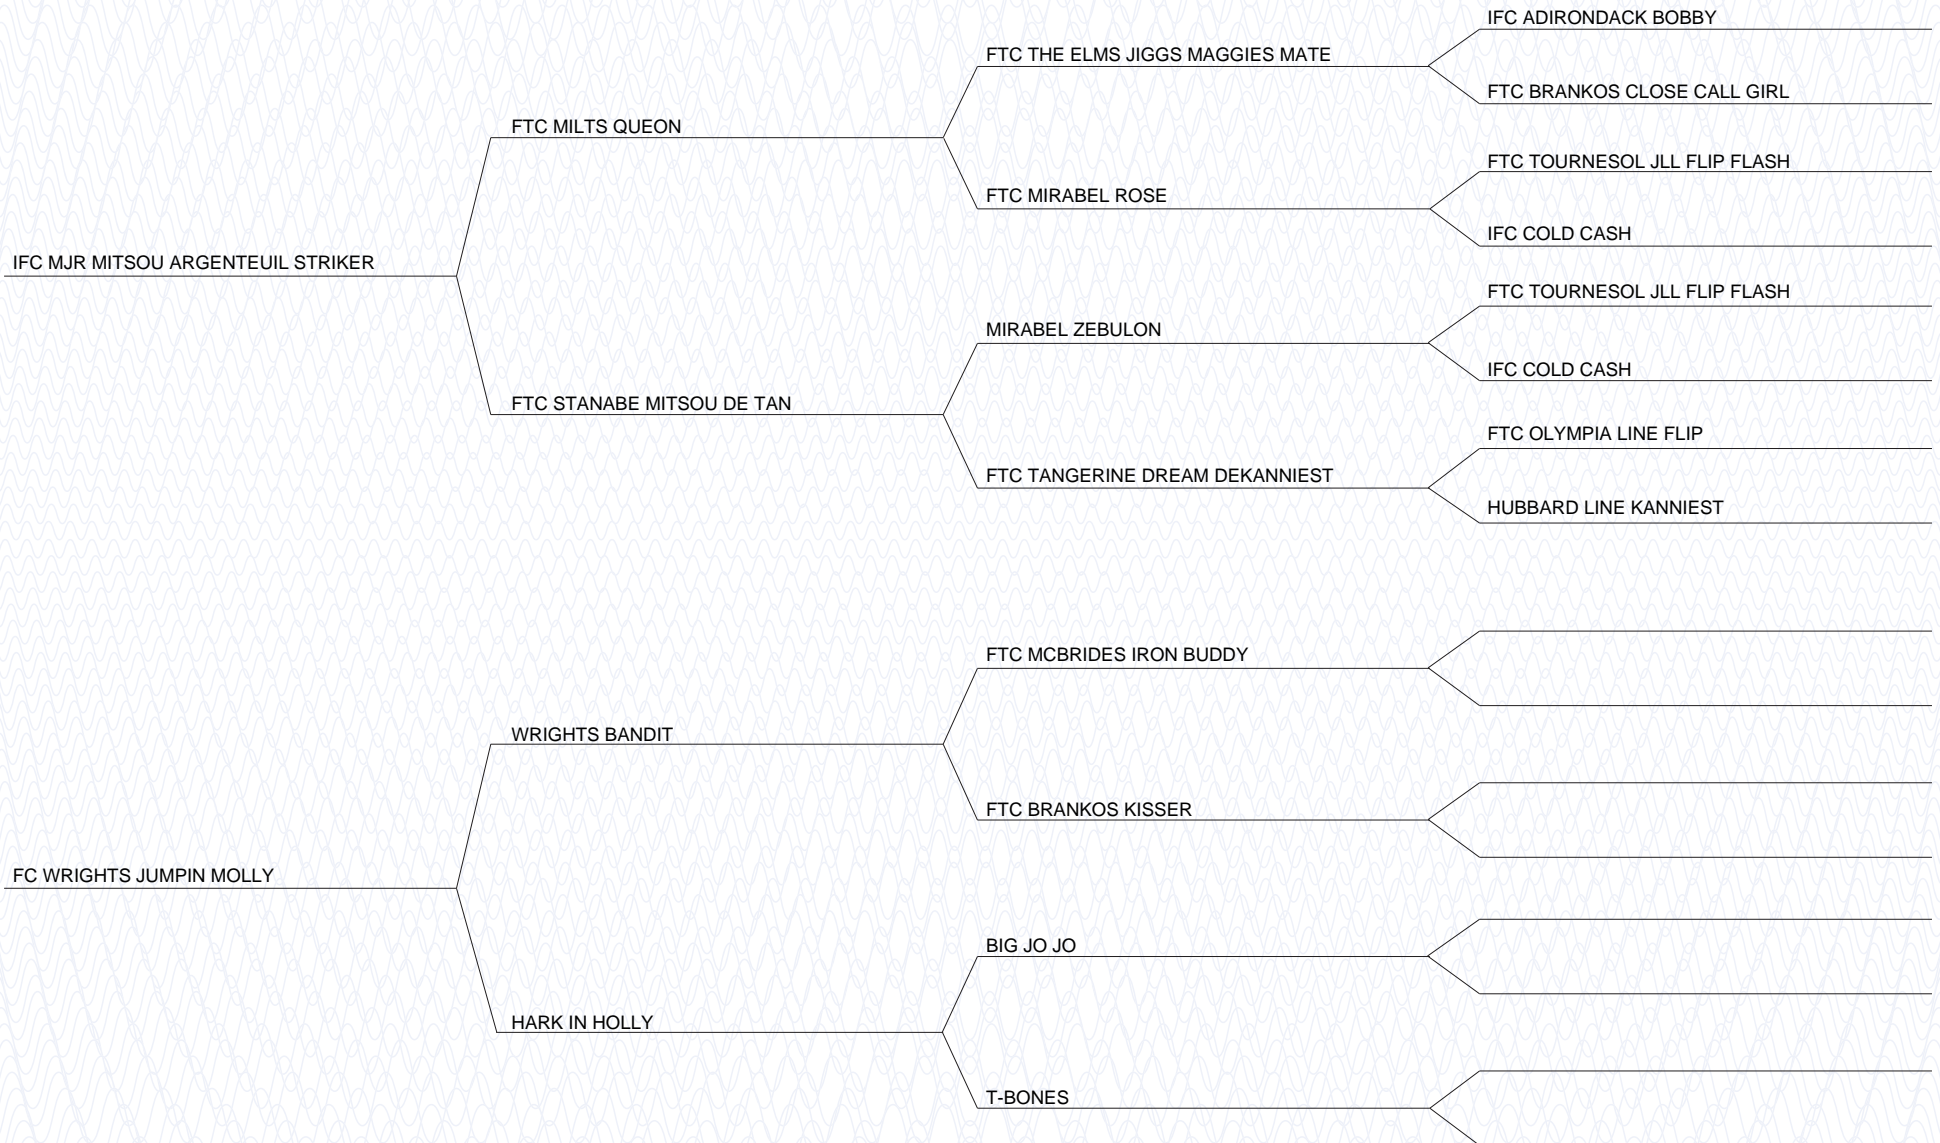 IFC ADIRONDACK BOBBY
FTC THE ELMS JIGGS MAGGIES MATE
FTC BRANKOS CLOSE CALL GIRL
FTC MILTS QUEON
FTC TOURNESOL JLL FLIP FLASH
FTC MIRABEL ROSE
IFC COLD CASH
IFC MJR MITSOU ARGENTEUIL STRIKER
FTC TOURNESOL JLL FLIP FLASH
MIRABEL ZEBULON
IFC COLD CASH
FTC STANABE MITSOU DE TAN
FTC OLYMPIA LINE FLIP
FTC TANGERINE DREAM DEKANNIEST
HUBBARD LINE KANNIEST
FTC MCBRIDES IRON BUDDY
WRIGHTS BANDIT
FTC BRANKOS KISSER
FC WRIGHTS JUMPIN MOLLY
BIG JO JO
HARK IN HOLLY
T-BONES